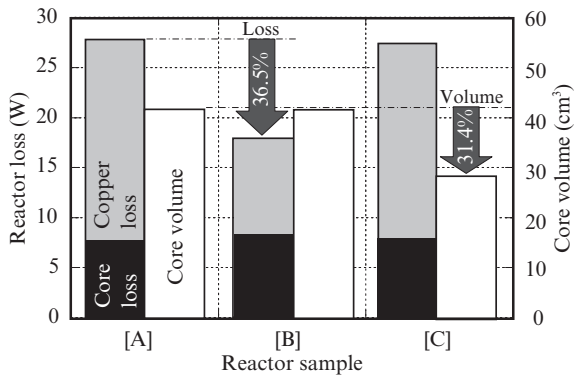 30
25
20
15
10
5
0
Reactor loss (W)
Copper loss
Core loss
Core volume
Loss
36.5%
Volume
31.4%
60
50
40
30
20
10
0
Core volume (cm³)
[A]
[B]
[C]
Reactor sample